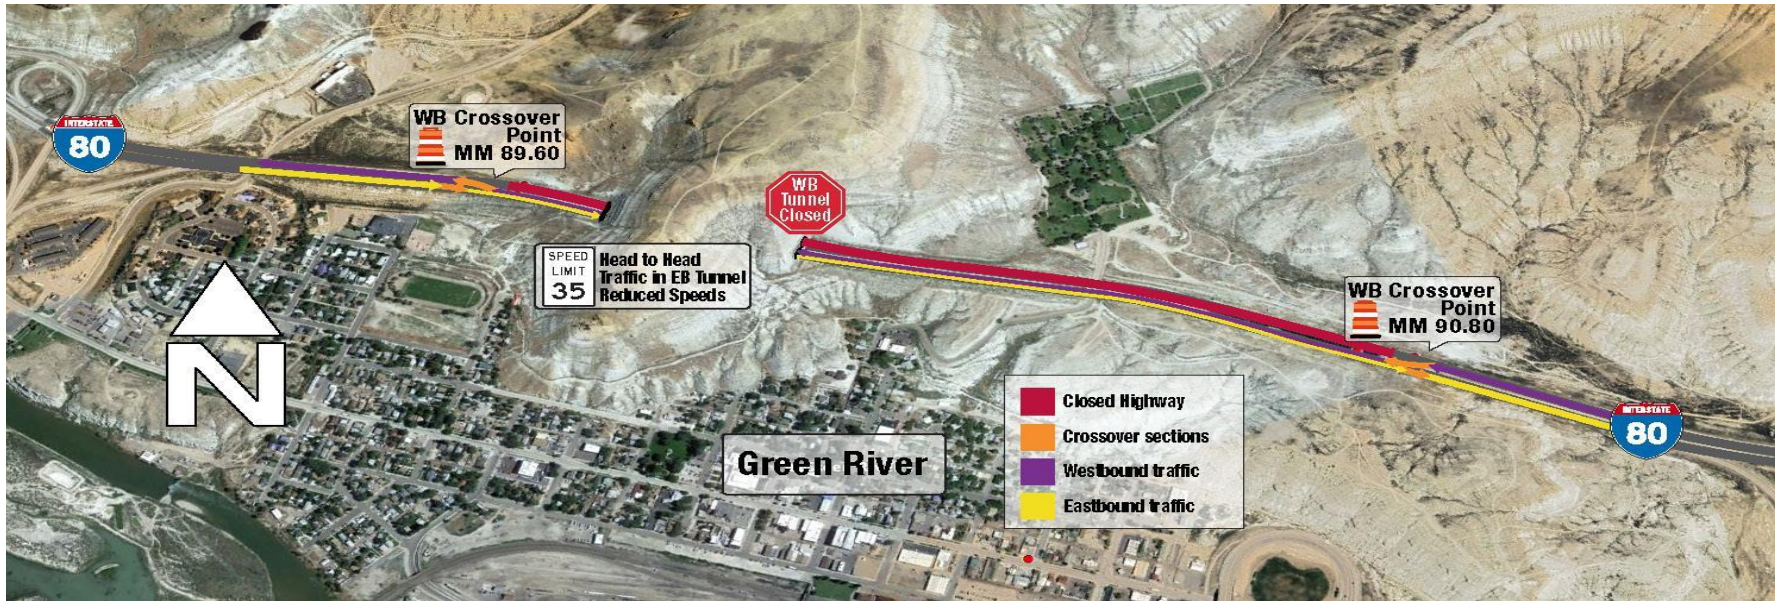 INTERSTATE
80
WB Crossover
Point
MM 89.60
WB
Tunnel
Closed
SPEED
LIMIT
35
Head to Head
Traffic in EB Tunnel
Reduced Speeds
WB Crossover
Point
MM 90.80
N
Closed Highway
Crossover sections
Westbound traffic
Eastbound traffic
INTERSTATE
80
Green River